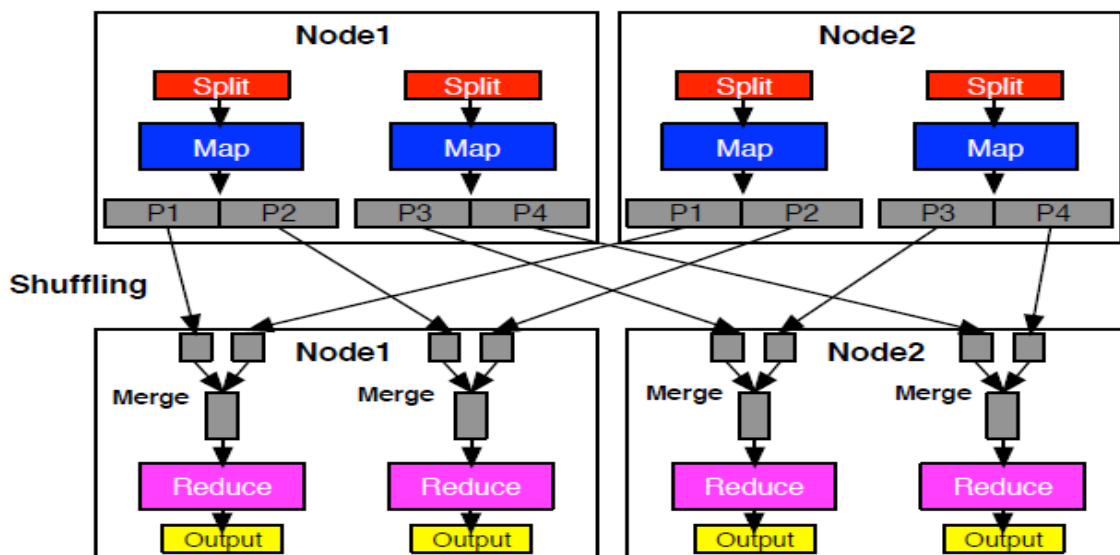 Node1 Node2
Split Split Split Split
Map Map Map Map
P1 P2 P3 P4 P1 P2 P3 P4
Shuffling
Node1 Node2
Merge Merge Merge Merge
Reduce Reduce Reduce Reduce
Output Output Output Output